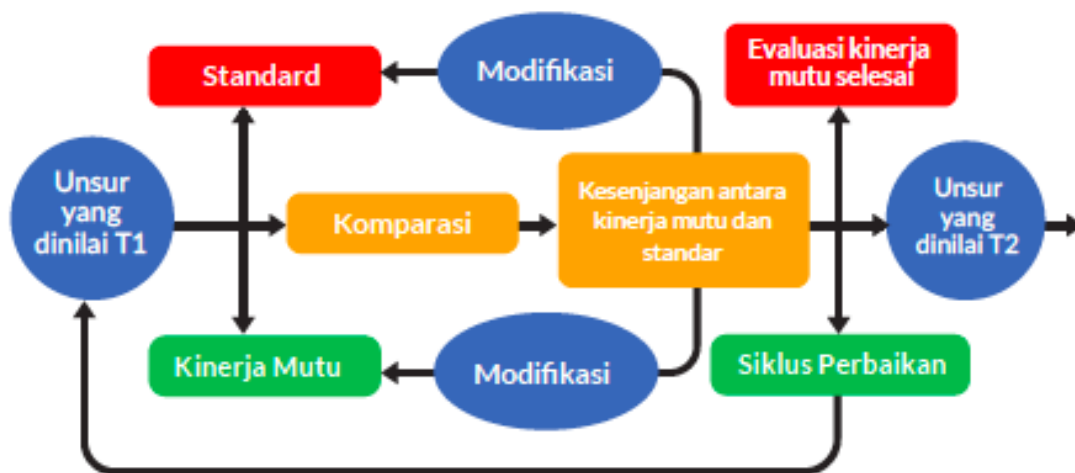 Standard
Modifikasi
Evaluasi kinerja
mutu selesai
Unsur
yang
dinilai T1
Komparasi
Kesenjangan antara
kinerja mutu dan
standar
Unsur
yang
dinilai T2
Kinerja Mutu
Modifikasi
Siklus Perbaikan